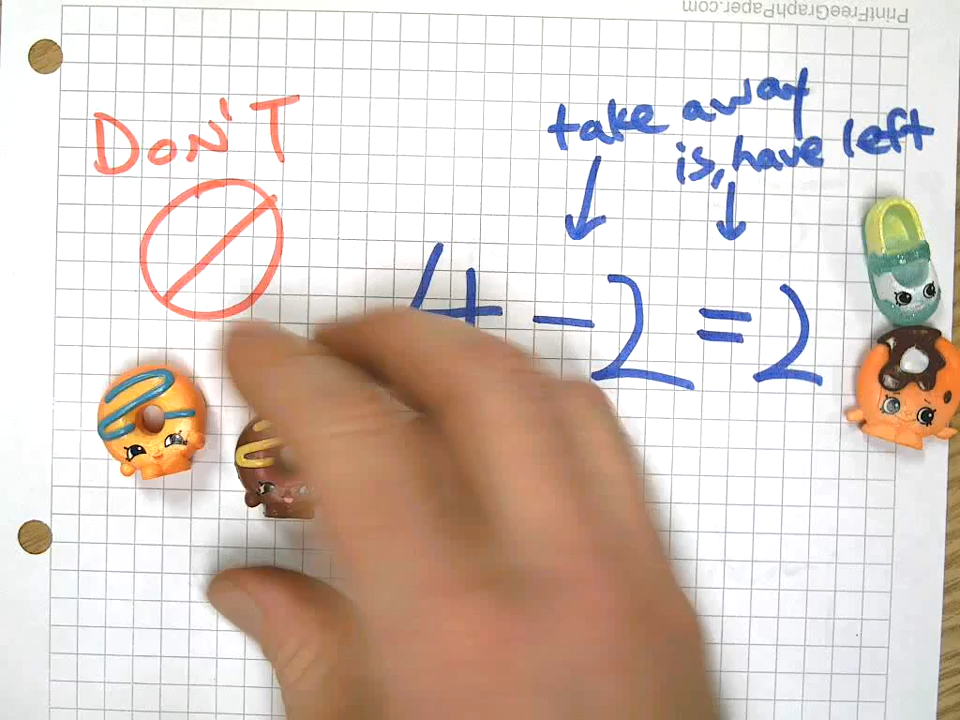 PrintFreeGraphPaper.com
DON'T
take away
is, have left
4 - 2 = 2